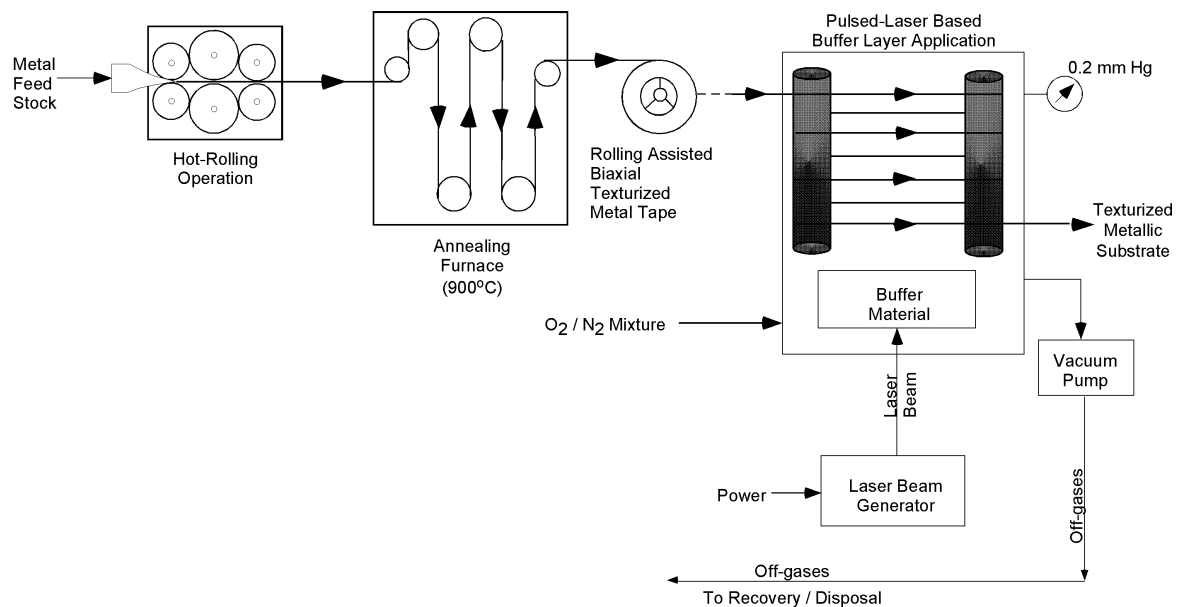 Pulsed-Laser Based
Buffer Layer Application
Metal
Feed
Stock
0.2 mm Hg
Hot-Rolling
Operation
Rolling Assisted
Biaxial
Texturized
Metal Tape
Annealing
Furnace
(900ºC)
Texturized
Metallic
Substrate
Buffer
Material
O2 / N2 Mixture
Vacuum
Pump
Laser
Beam
Power
Laser Beam
Generator
Off-gases
Off-gases
To Recovery / Disposal